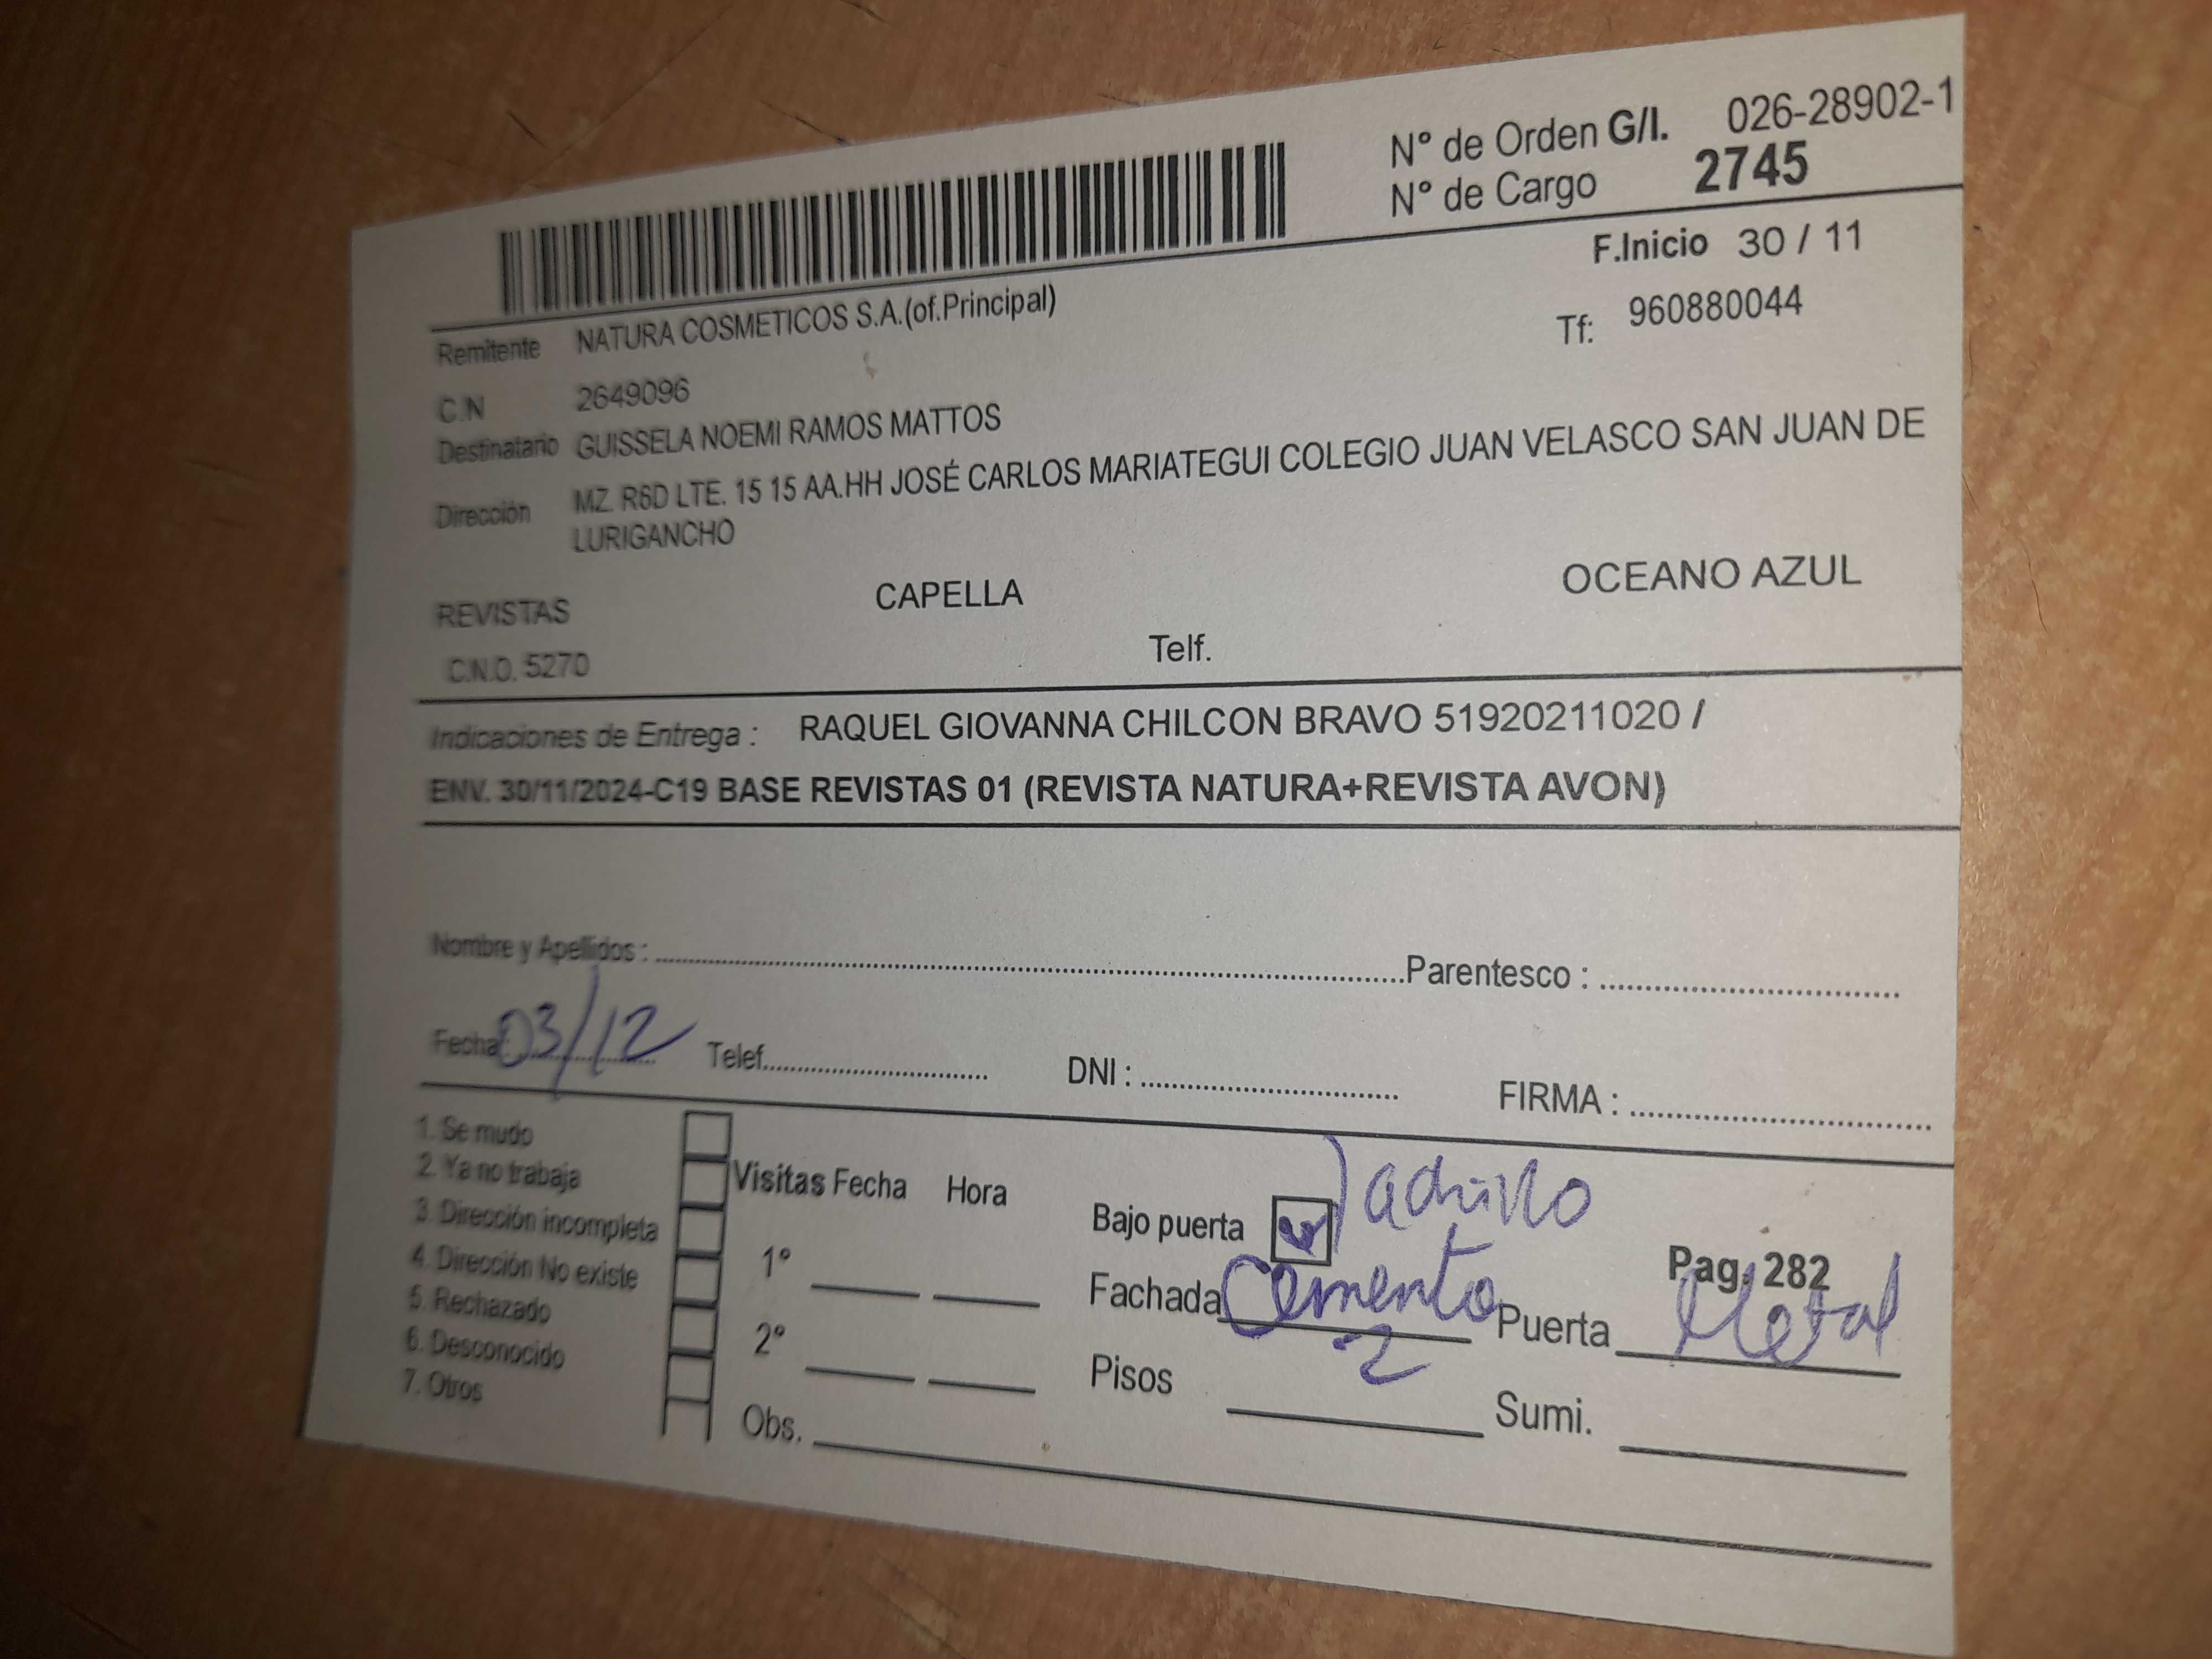 N° de Orden G/I. 026-28902-1
N° de Cargo 2745
F.Inicio 30 / 11
Remitente NATURA COSMETICOS S.A.(of.Principal)
Tf: 960880044
C.N 2649096
Destinatario GUISSELA NOEMI RAMOS MATTOS
Dirección MZ. R6D LTE. 15 15 AA.HH JOSÉ CARLOS MARIATEGUI COLEGIO JUAN VELASCO SAN JUAN DE
LURIGANCHO
REVISTAS CAPELLA OCEANO AZUL
C.N.O. 5270 Telf.
Indicaciones de Entrega : RAQUEL GIOVANNA CHILCON BRAVO 51920211020 /
ENV. 30/11/2024-C19 BASE REVISTAS 01 (REVISTA NATURA+REVISTA AVON)
Nombre y Apellidos : Parentesco :
Fecha: 03/12 Telef. DNI : FIRMA :
1. Se mudo
2. Ya no trabaja
3. Dirección incompleta
4. Dirección No existe
5. Rechazado
6. Desconocido
7. Otros
Visitas Fecha Hora
1°
2°
Obs.
Bajo puerta ladrillo
Pag. 282
Fachada Cemento Puerta Metal
Pisos -2 Sumi.